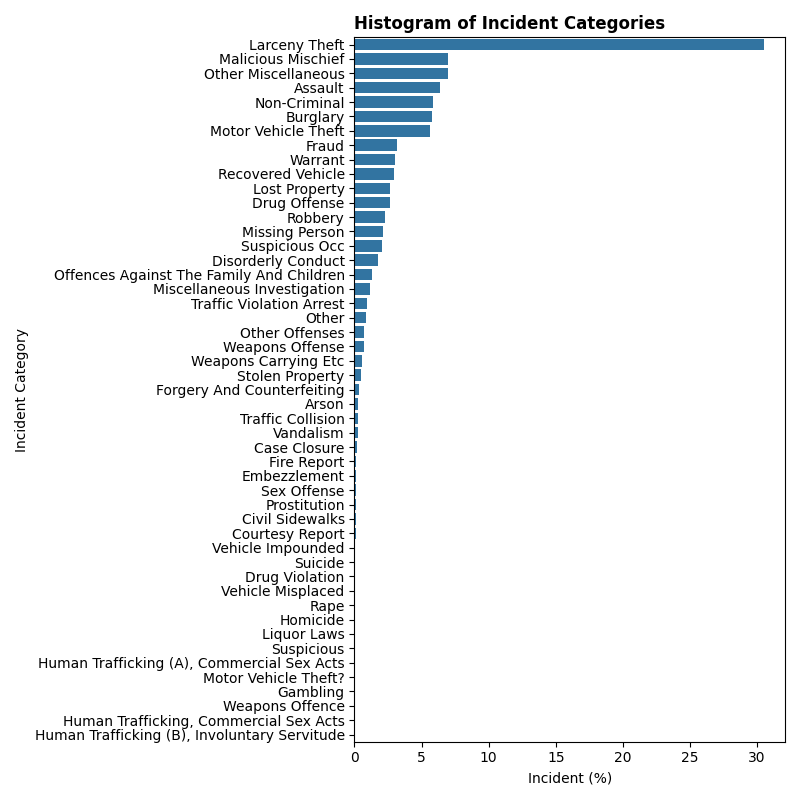 Histogram of Incident Categories
Larceny Theft
Malicious Mischief
Other Miscellaneous
Assault
Non-Criminal
Burglary
Motor Vehicle Theft
Fraud
Warrant
Recovered Vehicle
Lost Property
Drug Offense
Robbery
Missing Person
Suspicious Occ
Disorderly Conduct
Offences Against The Family And Children
Miscellaneous Investigation
Traffic Violation Arrest
Other
Other Offenses
Weapons Offense
Weapons Carrying Etc
Stolen Property
Forgery And Counterfeiting
Arson
Traffic Collision
Vandalism
Case Closure
Fire Report
Embezzlement
Sex Offense
Prostitution
Civil Sidewalks
Courtesy Report
Vehicle Impounded
Suicide
Drug Violation
Vehicle Misplaced
Rape
Homicide
Liquor Laws
Suspicious
Human Trafficking (A), Commercial Sex Acts
Motor Vehicle Theft?
Gambling
Weapons Offence
Human Trafficking, Commercial Sex Acts
Human Trafficking (B), Involuntary Servitude
Incident Category
0 5 10 15 20 25 30
Incident (%)